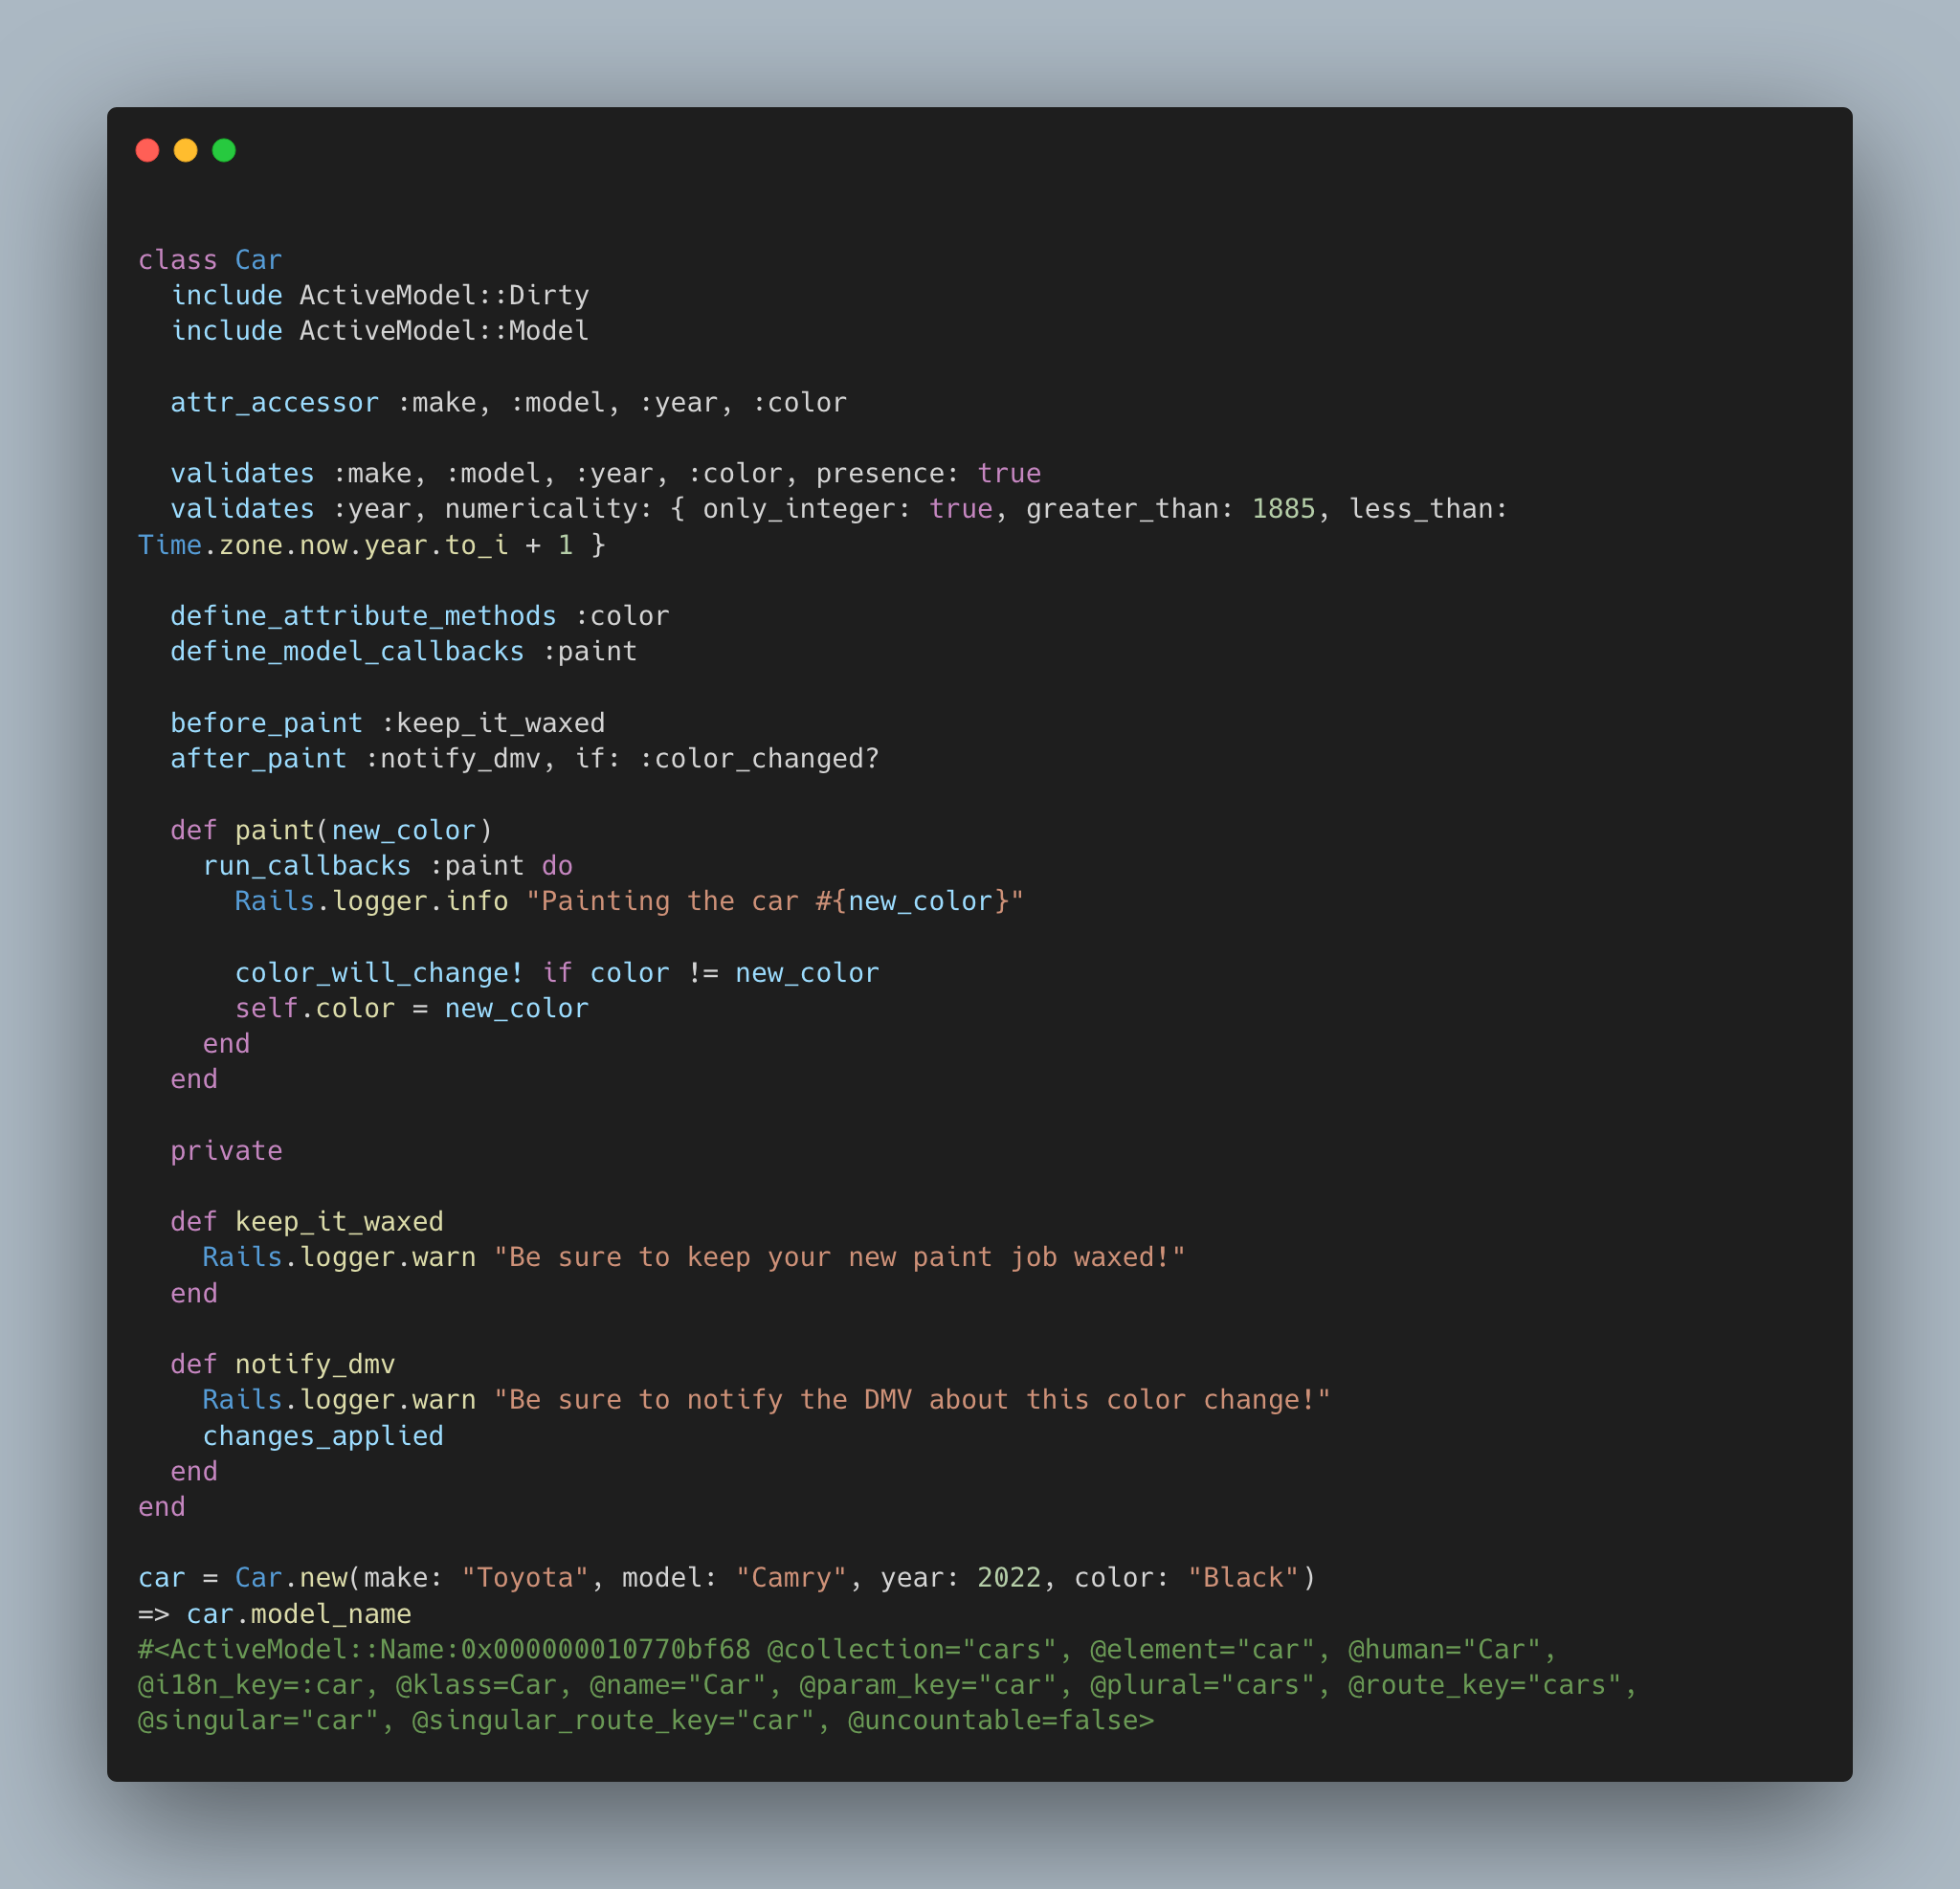 class Car
  include ActiveModel::Dirty
  include ActiveModel::Model

  attr_accessor :make, :model, :year, :color

  validates :make, :model, :year, :color, presence: true
  validates :year, numericality: { only_integer: true, greater_than: 1885, less_than:
Time.zone.now.year.to_i + 1 }

  define_attribute_methods :color
  define_model_callbacks :paint

  before_paint :keep_it_waxed
  after_paint :notify_dmv, if: :color_changed?

  def paint(new_color)
    run_callbacks :paint do
      Rails.logger.info "Painting the car #{new_color}"

      color_will_change! if color != new_color
      self.color = new_color
    end
  end

  private

  def keep_it_waxed
    Rails.logger.warn "Be sure to keep your new paint job waxed!"
  end

  def notify_dmv
    Rails.logger.warn "Be sure to notify the DMV about this color change!"
    changes_applied
  end
end

car = Car.new(make: "Toyota", model: "Camry", year: 2022, color: "Black")
=> car.model_name
#<ActiveModel::Name:0x000000010770bf68 @collection="cars", @element="car", @human="Car",
@i18n_key=:car, @klass=Car, @name="Car", @param_key="car", @plural="cars", @route_key="cars",
@singular="car", @singular_route_key="car", @uncountable=false>